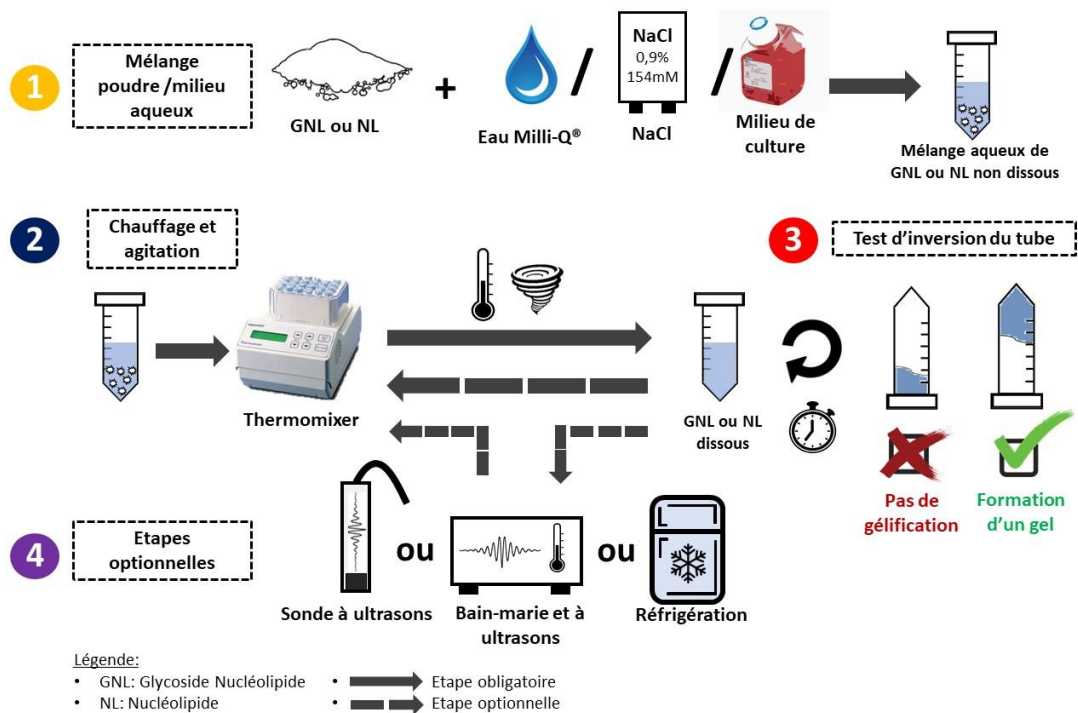 1
Mélange
poudre /milieu
aqueux
GNL ou NL
+
Eau Milli-Q®
/
NaCl
0,9%
154mM
NaCl
/
Milieu de
culture
Mélange aqueux de
GNL ou NL non dissous
2
Chauffage et
agitation
Thermomixer
GNL ou NL
dissous
3
Test d'inversion du tube
Pas de
gélification
Formation
d'un gel
4
Etapes
optionnelles
Sonde à ultrasons
ou
Bain-marie et à
ultrasons
ou
Réfrigération
Légende:
• GNL: Glycoside Nucléolipide
• NL: Nucléolipide
• Etape obligatoire
• Etape optionnelle